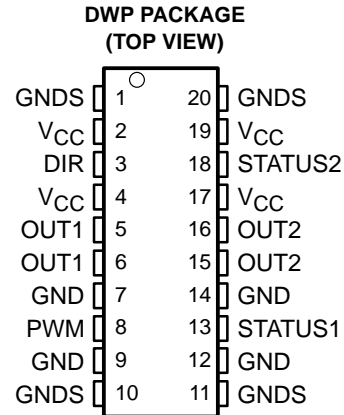 DWP PACKAGE
(TOP VIEW)
GNDS 1 20 GNDS
VCC 2 19 VCC
DIR 3 18 STATUS2
VCC 4 17 VCC
OUT1 5 16 OUT2
OUT1 6 15 OUT2
GND 7 14 GND
PWM 8 13 STATUS1
GND 9 12 GND
GNDS 10 11 GNDS